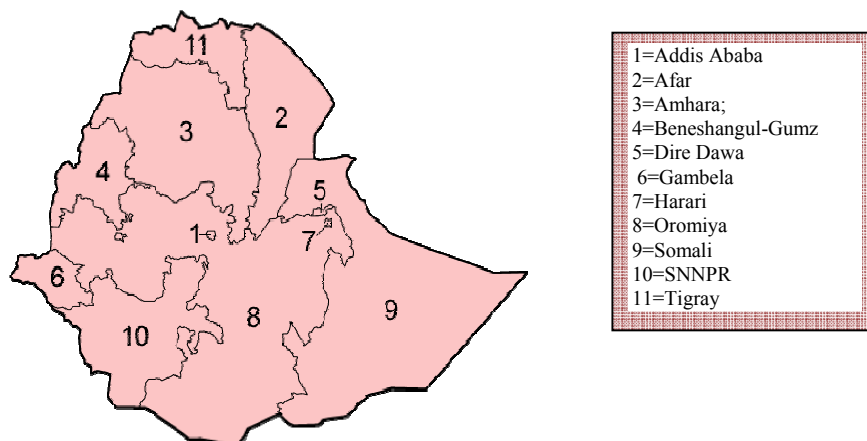 11
2
3
4
5
1
7
6
9
8
10
1=Addis Ababa
2=Afar
3=Amhara;
4=Beneshangul-Gumz
5=Dire Dawa
6=Gambela
7=Harari
8=Oromiya
9=Somali
10=SNNPR
11=Tigray